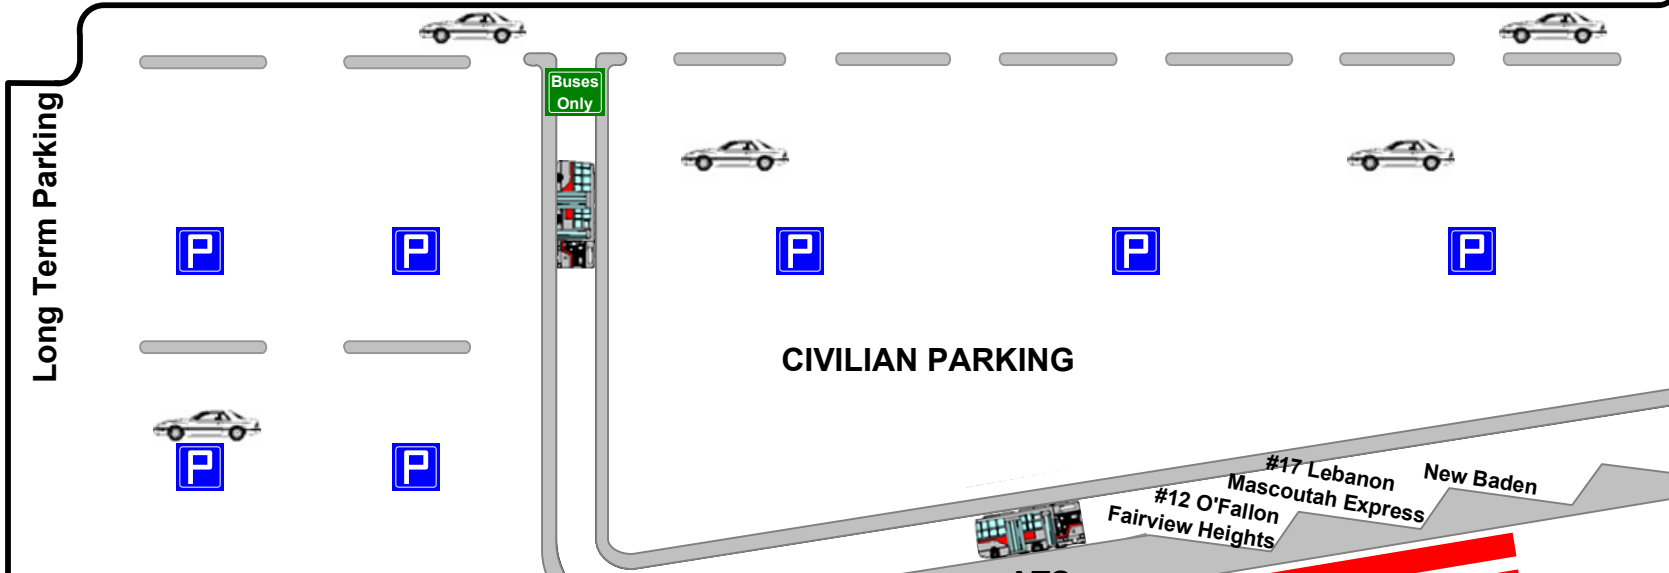 Buses
Only
Long Term Parking
P
P
P
P
P
CIVILIAN PARKING
P
P
#17 Lebanon
Mascoutah Express
New Baden
#12 O'Fallon
Fairview Heights